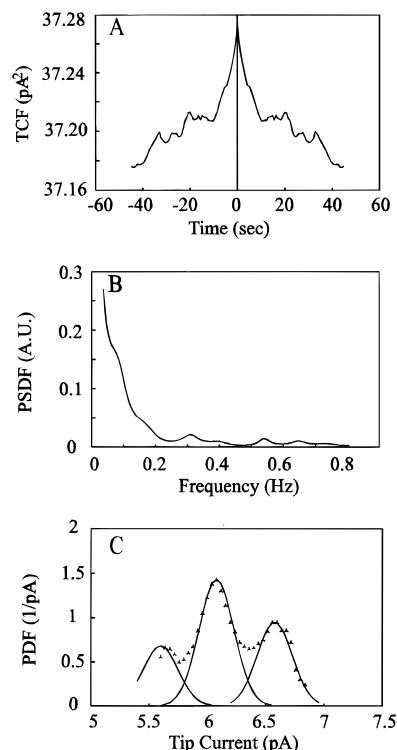 A
TCF (pA²)
37.28
37.24
37.20
37.16
-60 -40 -20 0 20 40 60
Time (sec)
B
PSDF (A.U.)
0.3
0.2
0.1
0
0 0.2 0.4 0.6 0.8
Frequency (Hz)
C
PDF (1/pA)
2
1.5
1
0.5
0
5 5.5 6 6.5 7 7.5
Tip Current (pA)